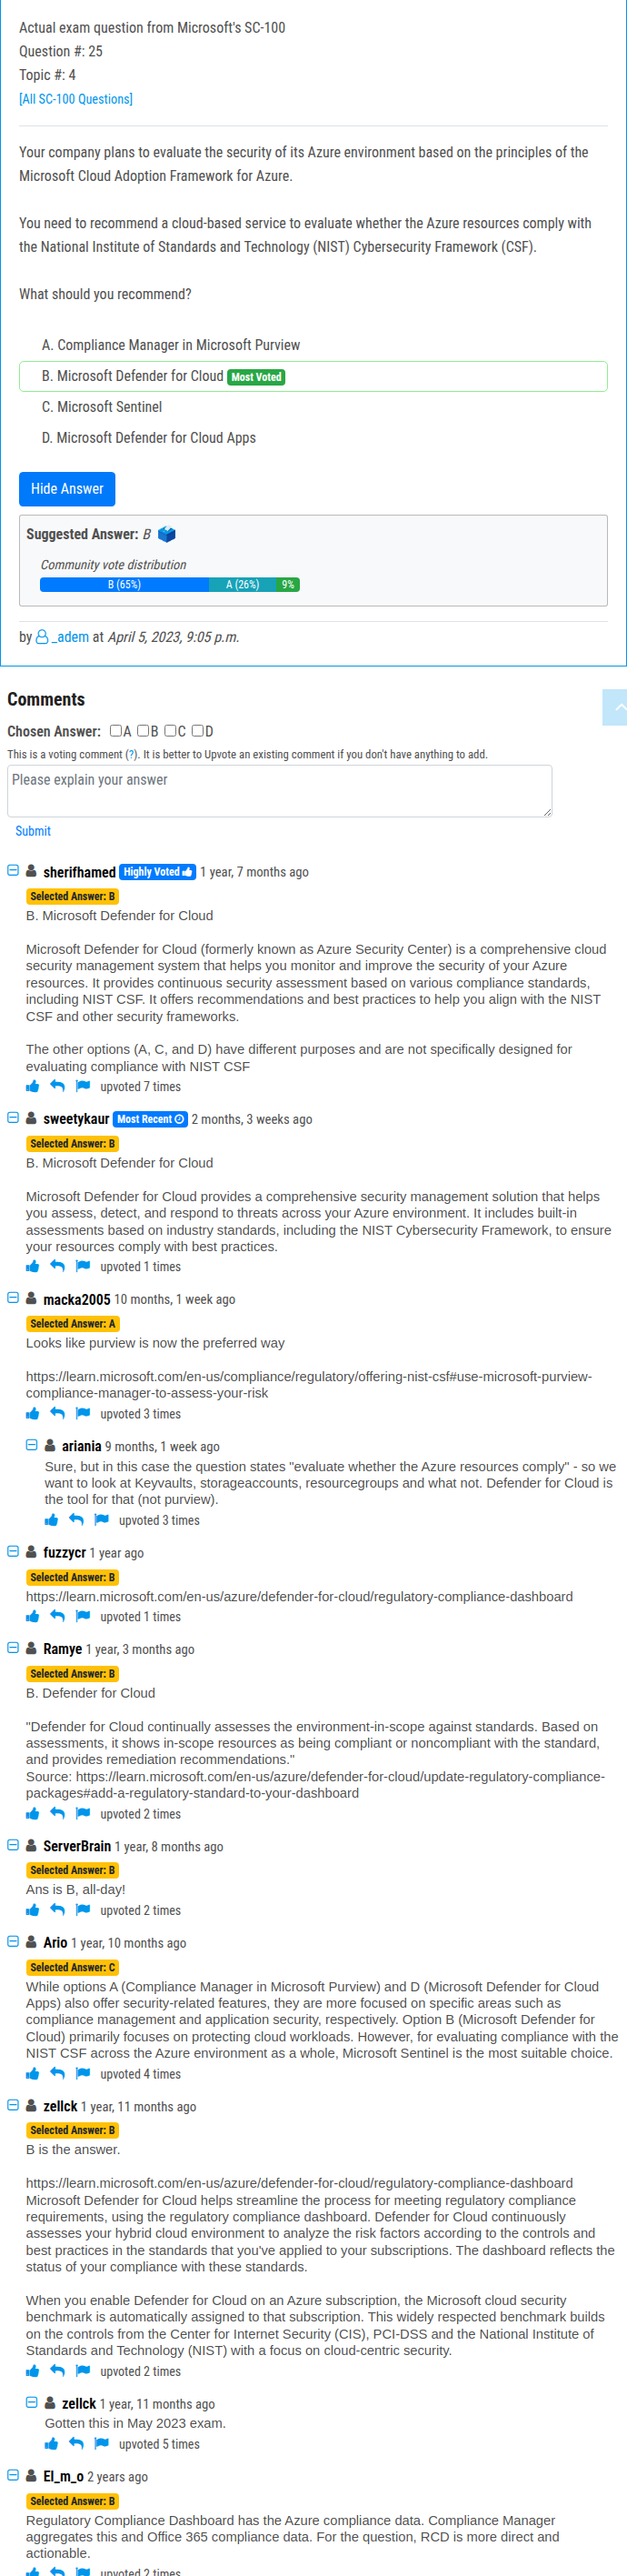 Actual exam question from Microsoft's SC-100
Question #: 25
Topic #: 4
[All SC-100 Questions]
Your company plans to evaluate the security of its Azure environment based on the principles of the
Microsoft Cloud Adoption Framework for Azure.
You need to recommend a cloud-based service to evaluate whether the Azure resources comply with
the National Institute of Standards and Technology (NIST) Cybersecurity Framework (CSF).
What should you recommend?
A. Compliance Manager in Microsoft Purview
B. Microsoft Defender for Cloud Most Voted
C. Microsoft Sentinel
D. Microsoft Defender for Cloud Apps
Hide Answer
Suggested Answer: B
Community vote distribution
B (65%) A (26%) 9%
by _adem at April 5, 2023, 9:05 p.m.
Comments
Chosen Answer: A B C D
This is a voting comment (?). It is better to Upvote an existing comment if you don't have anything to add.
Please explain your answer
Submit
sherifhamed Highly Voted 1 year, 7 months ago
Selected Answer: B
B. Microsoft Defender for Cloud
Microsoft Defender for Cloud (formerly known as Azure Security Center) is a comprehensive cloud
security management system that helps you monitor and improve the security of your Azure
resources. It provides continuous security assessment based on various compliance standards,
including NIST CSF. It offers recommendations and best practices to help you align with the NIST
CSF and other security frameworks.
The other options (A, C, and D) have different purposes and are not specifically designed for
evaluating compliance with NIST CSF
upvoted 7 times
sweetykaur Most Recent 2 months, 3 weeks ago
Selected Answer: B
B. Microsoft Defender for Cloud
Microsoft Defender for Cloud provides a comprehensive security management solution that helps
you assess, detect, and respond to threats across your Azure environment. It includes built-in
assessments based on industry standards, including the NIST Cybersecurity Framework, to ensure
your resources comply with best practices.
upvoted 1 times
macka2005 10 months, 1 week ago
Selected Answer: A
Looks like purview is now the preferred way
https://learn.microsoft.com/en-us/compliance/regulatory/offering-nist-csf#use-microsoft-purview-
compliance-manager-to-assess-your-risk
upvoted 3 times
ariania 9 months, 1 week ago
Sure, but in this case the question states "evaluate whether the Azure resources comply" - so we
want to look at Keyvaults, storageaccounts, resourcegroups and what not. Defender for Cloud is
the tool for that (not purview).
upvoted 3 times
fuzzycr 1 year ago
Selected Answer: B
https://learn.microsoft.com/en-us/azure/defender-for-cloud/regulatory-compliance-dashboard
upvoted 1 times
Ramye 1 year, 3 months ago
Selected Answer: B
B. Defender for Cloud
"Defender for Cloud continually assesses the environment-in-scope against standards. Based on
assessments, it shows in-scope resources as being compliant or noncompliant with the standard,
and provides remediation recommendations."
Source: https://learn.microsoft.com/en-us/azure/defender-for-cloud/update-regulatory-compliance-
packages#add-a-regulatory-standard-to-your-dashboard
upvoted 2 times
ServerBrain 1 year, 8 months ago
Selected Answer: B
Ans is B, all-day!
upvoted 2 times
Ario 1 year, 10 months ago
Selected Answer: C
While options A (Compliance Manager in Microsoft Purview) and D (Microsoft Defender for Cloud
Apps) also offer security-related features, they are more focused on specific areas such as
compliance management and application security, respectively. Option B (Microsoft Defender for
Cloud) primarily focuses on protecting cloud workloads. However, for evaluating compliance with the
NIST CSF across the Azure environment as a whole, Microsoft Sentinel is the most suitable choice.
upvoted 4 times
zellck 1 year, 11 months ago
Selected Answer: B
B is the answer.
https://learn.microsoft.com/en-us/azure/defender-for-cloud/regulatory-compliance-dashboard
Microsoft Defender for Cloud helps streamline the process for meeting regulatory compliance
requirements, using the regulatory compliance dashboard. Defender for Cloud continuously
assesses your hybrid cloud environment to analyze the risk factors according to the controls and
best practices in the standards that you've applied to your subscriptions. The dashboard reflects the
status of your compliance with these standards.
When you enable Defender for Cloud on an Azure subscription, the Microsoft cloud security
benchmark is automatically assigned to that subscription. This widely respected benchmark builds
on the controls from the Center for Internet Security (CIS), PCI-DSS and the National Institute of
Standards and Technology (NIST) with a focus on cloud-centric security.
upvoted 2 times
zellck 1 year, 11 months ago
Gotten this in May 2023 exam.
upvoted 5 times
El_m_o 2 years ago
Selected Answer: B
Regulatory Compliance Dashboard has the Azure compliance data. Compliance Manager
aggregates this and Office 365 compliance data. For the question, RCD is more direct and
actionable.
upvoted 2 times